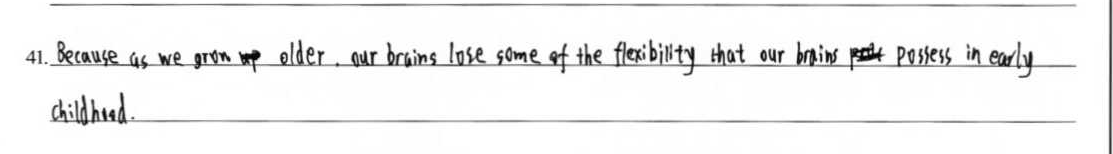 41. Because as we grow older, our brains lose some of the flexibility that our brains possess in early
childhood.